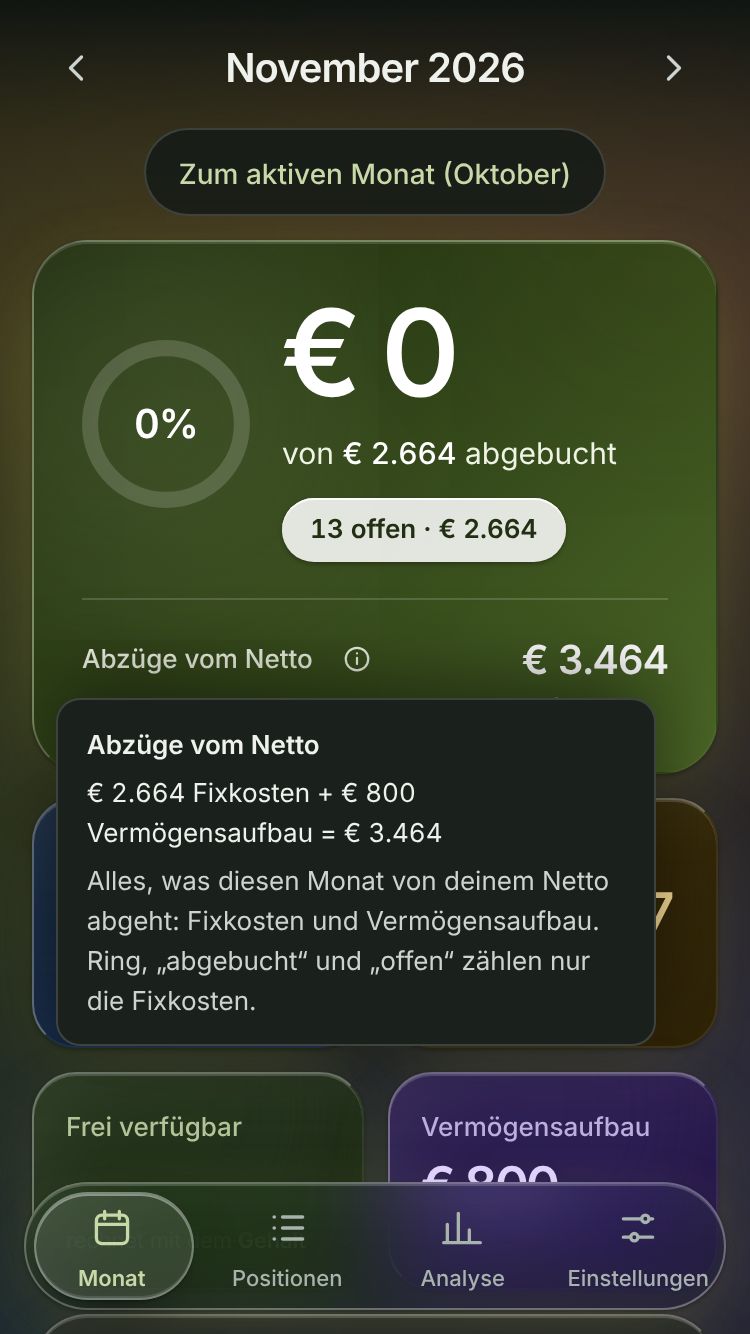 November 2026
Zum aktiven Monat (Oktober)
0%
€ 0
von € 2.664 abgebucht
13 offen · € 2.664
Abzüge vom Netto
€ 3.464
Abzüge vom Netto
€ 2.664 Fixkosten + € 800
Vermögensaufbau = € 3.464
Alles, was diesen Monat von deinem Netto
abgeht: Fixkosten und Vermögensaufbau.
Ring, „abgebucht“ und „offen“ zählen nur
die Fixkosten.
7
Frei verfügbar
Vermögensaufbau
€ 800
Monat
Positionen
Analyse
Einstellungen